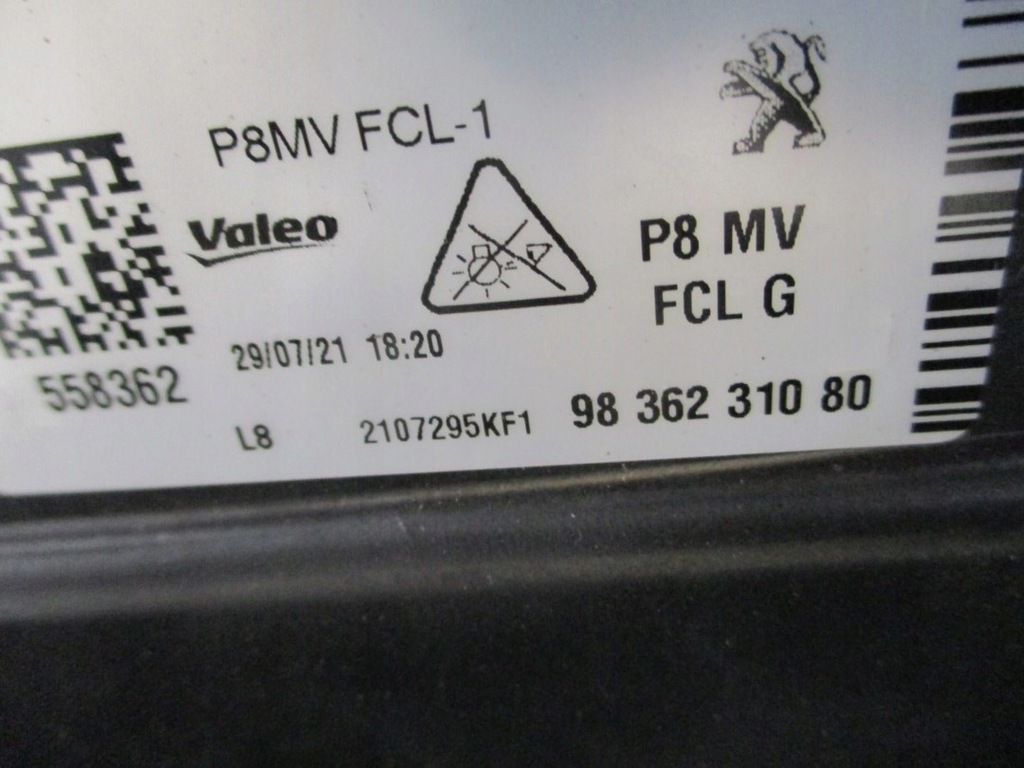 P8MV FCL-1
Valeo
P8 MV
FCL G
29/07/21 18:20
558362
L8 2107295KF1 98 362 310 80